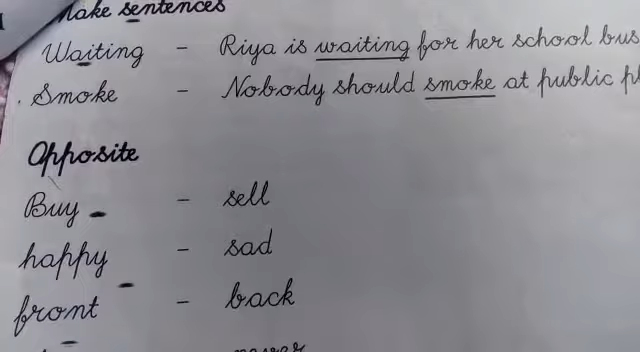 Make sentences
Waiting - Riya is waiting for her school bus
Smoke - Nobody should smoke at public
Opposite
Buy - sell
happy - sad
front - back